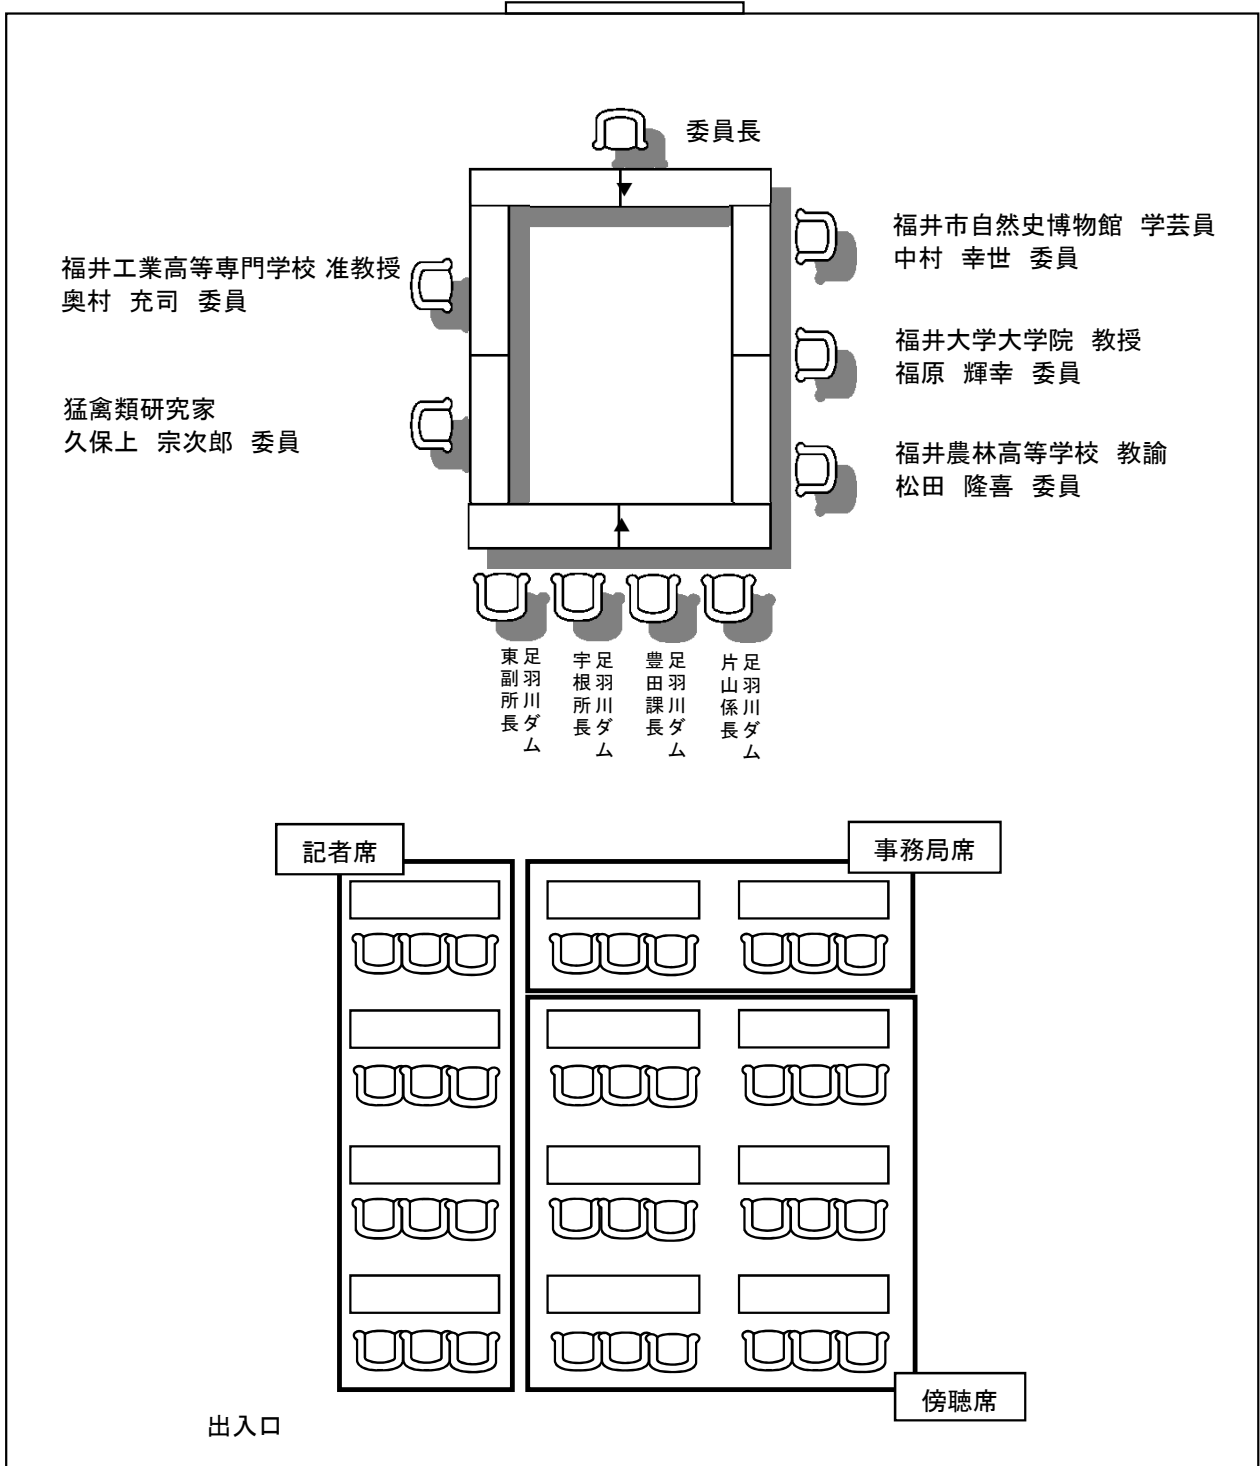 委員長
福井市自然史博物館 学芸員
中村 幸世 委員
福井工業高等専門学校 准教授
奥村 充司 委員
福井大学大学院 教授
福原 輝幸 委員
猛禽類研究家
久保上 宗次郎 委員
福井農林高等学校 教諭
松田 隆喜 委員
足羽川ダム
東副所長
足羽川ダム
宇根所長
足羽川ダム
豊田課長
足羽川ダム
片山係長
記者席
事務局席
傍聴席
出入口